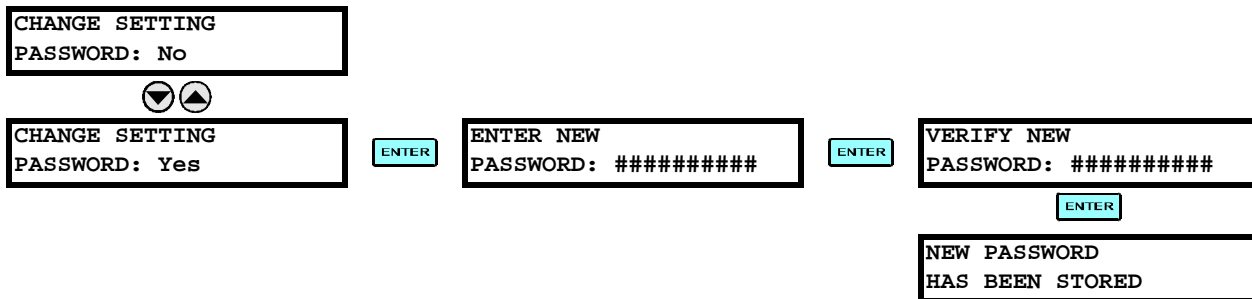 CHANGE SETTING
PASSWORD: No
CHANGE SETTING
PASSWORD: Yes
ENTER
ENTER NEW
PASSWORD: ##########
ENTER
VERIFY NEW
PASSWORD: ##########
ENTER
NEW PASSWORD
HAS BEEN STORED